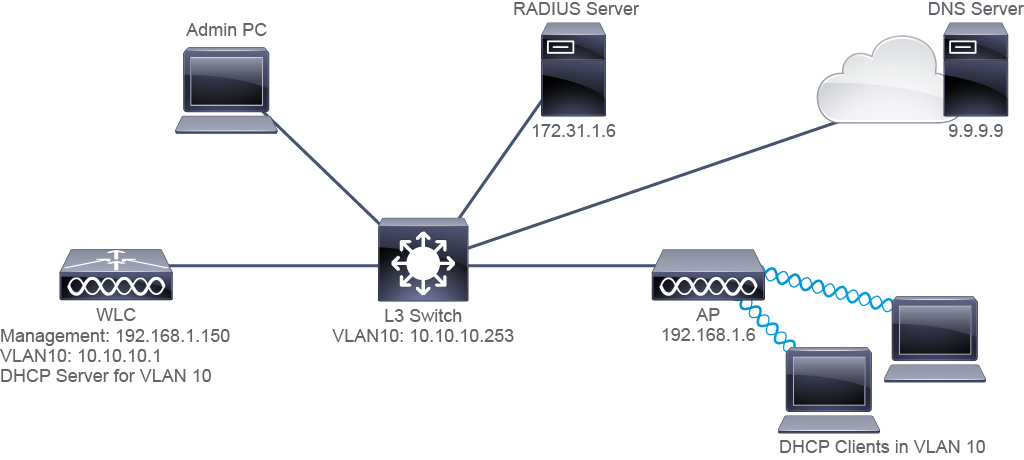 RADIUS Server
DNS Server
Admin PC
172.31.1.6
9.9.9.9
WLC
Management: 192.168.1.150
VLAN10: 10.10.10.1
DHCP Server for VLAN 10
L3 Switch
VLAN10: 10.10.10.253
AP
192.168.1.6
DHCP Clients in VLAN 10